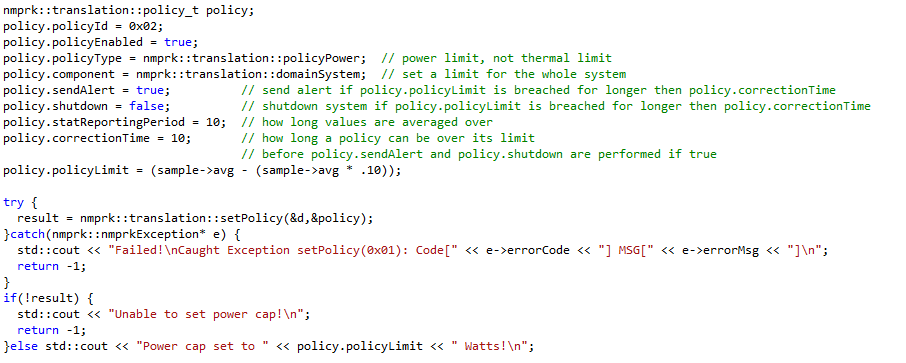 nmprk::translation::policy_t policy;
policy.policyId = 0x02;
policy.policyEnabled = true;
policy.policyType = nmprk::translation::policyPower;  // power limit, not thermal limit
policy.component = nmprk::translation::domainSystem;  // set a limit for the whole system
policy.sendAlert = true;          // send alert if policy.policyLimit is breached for longer then policy.correctionTime
policy.shutdown = false;          // shutdown system if policy.policyLimit is breached for longer then policy.correctionTime
policy.statReportingPeriod = 10;  // how long values are averaged over
policy.correctionTime = 10;       // how long a policy can be over its limit
                                  // before policy.sendAlert and policy.shutdown are performed if true
policy.policyLimit = (sample->avg - (sample->avg * .10));

try {
  result = nmprk::translation::setPolicy(&d,&policy);
}catch(nmprk::nmprkException* e) {
  std::cout << "Failed!\nCaught Exception setPolicy(0x01): Code[" << e->errorCode << "] MSG[" << e->errorMsg << "]\n";
  return -1;
}
if(!result) {
  std::cout << "Unable to set power cap!\n";
  return -1;
}else std::cout << "Power cap set to " << policy.policyLimit << " Watts!\n";